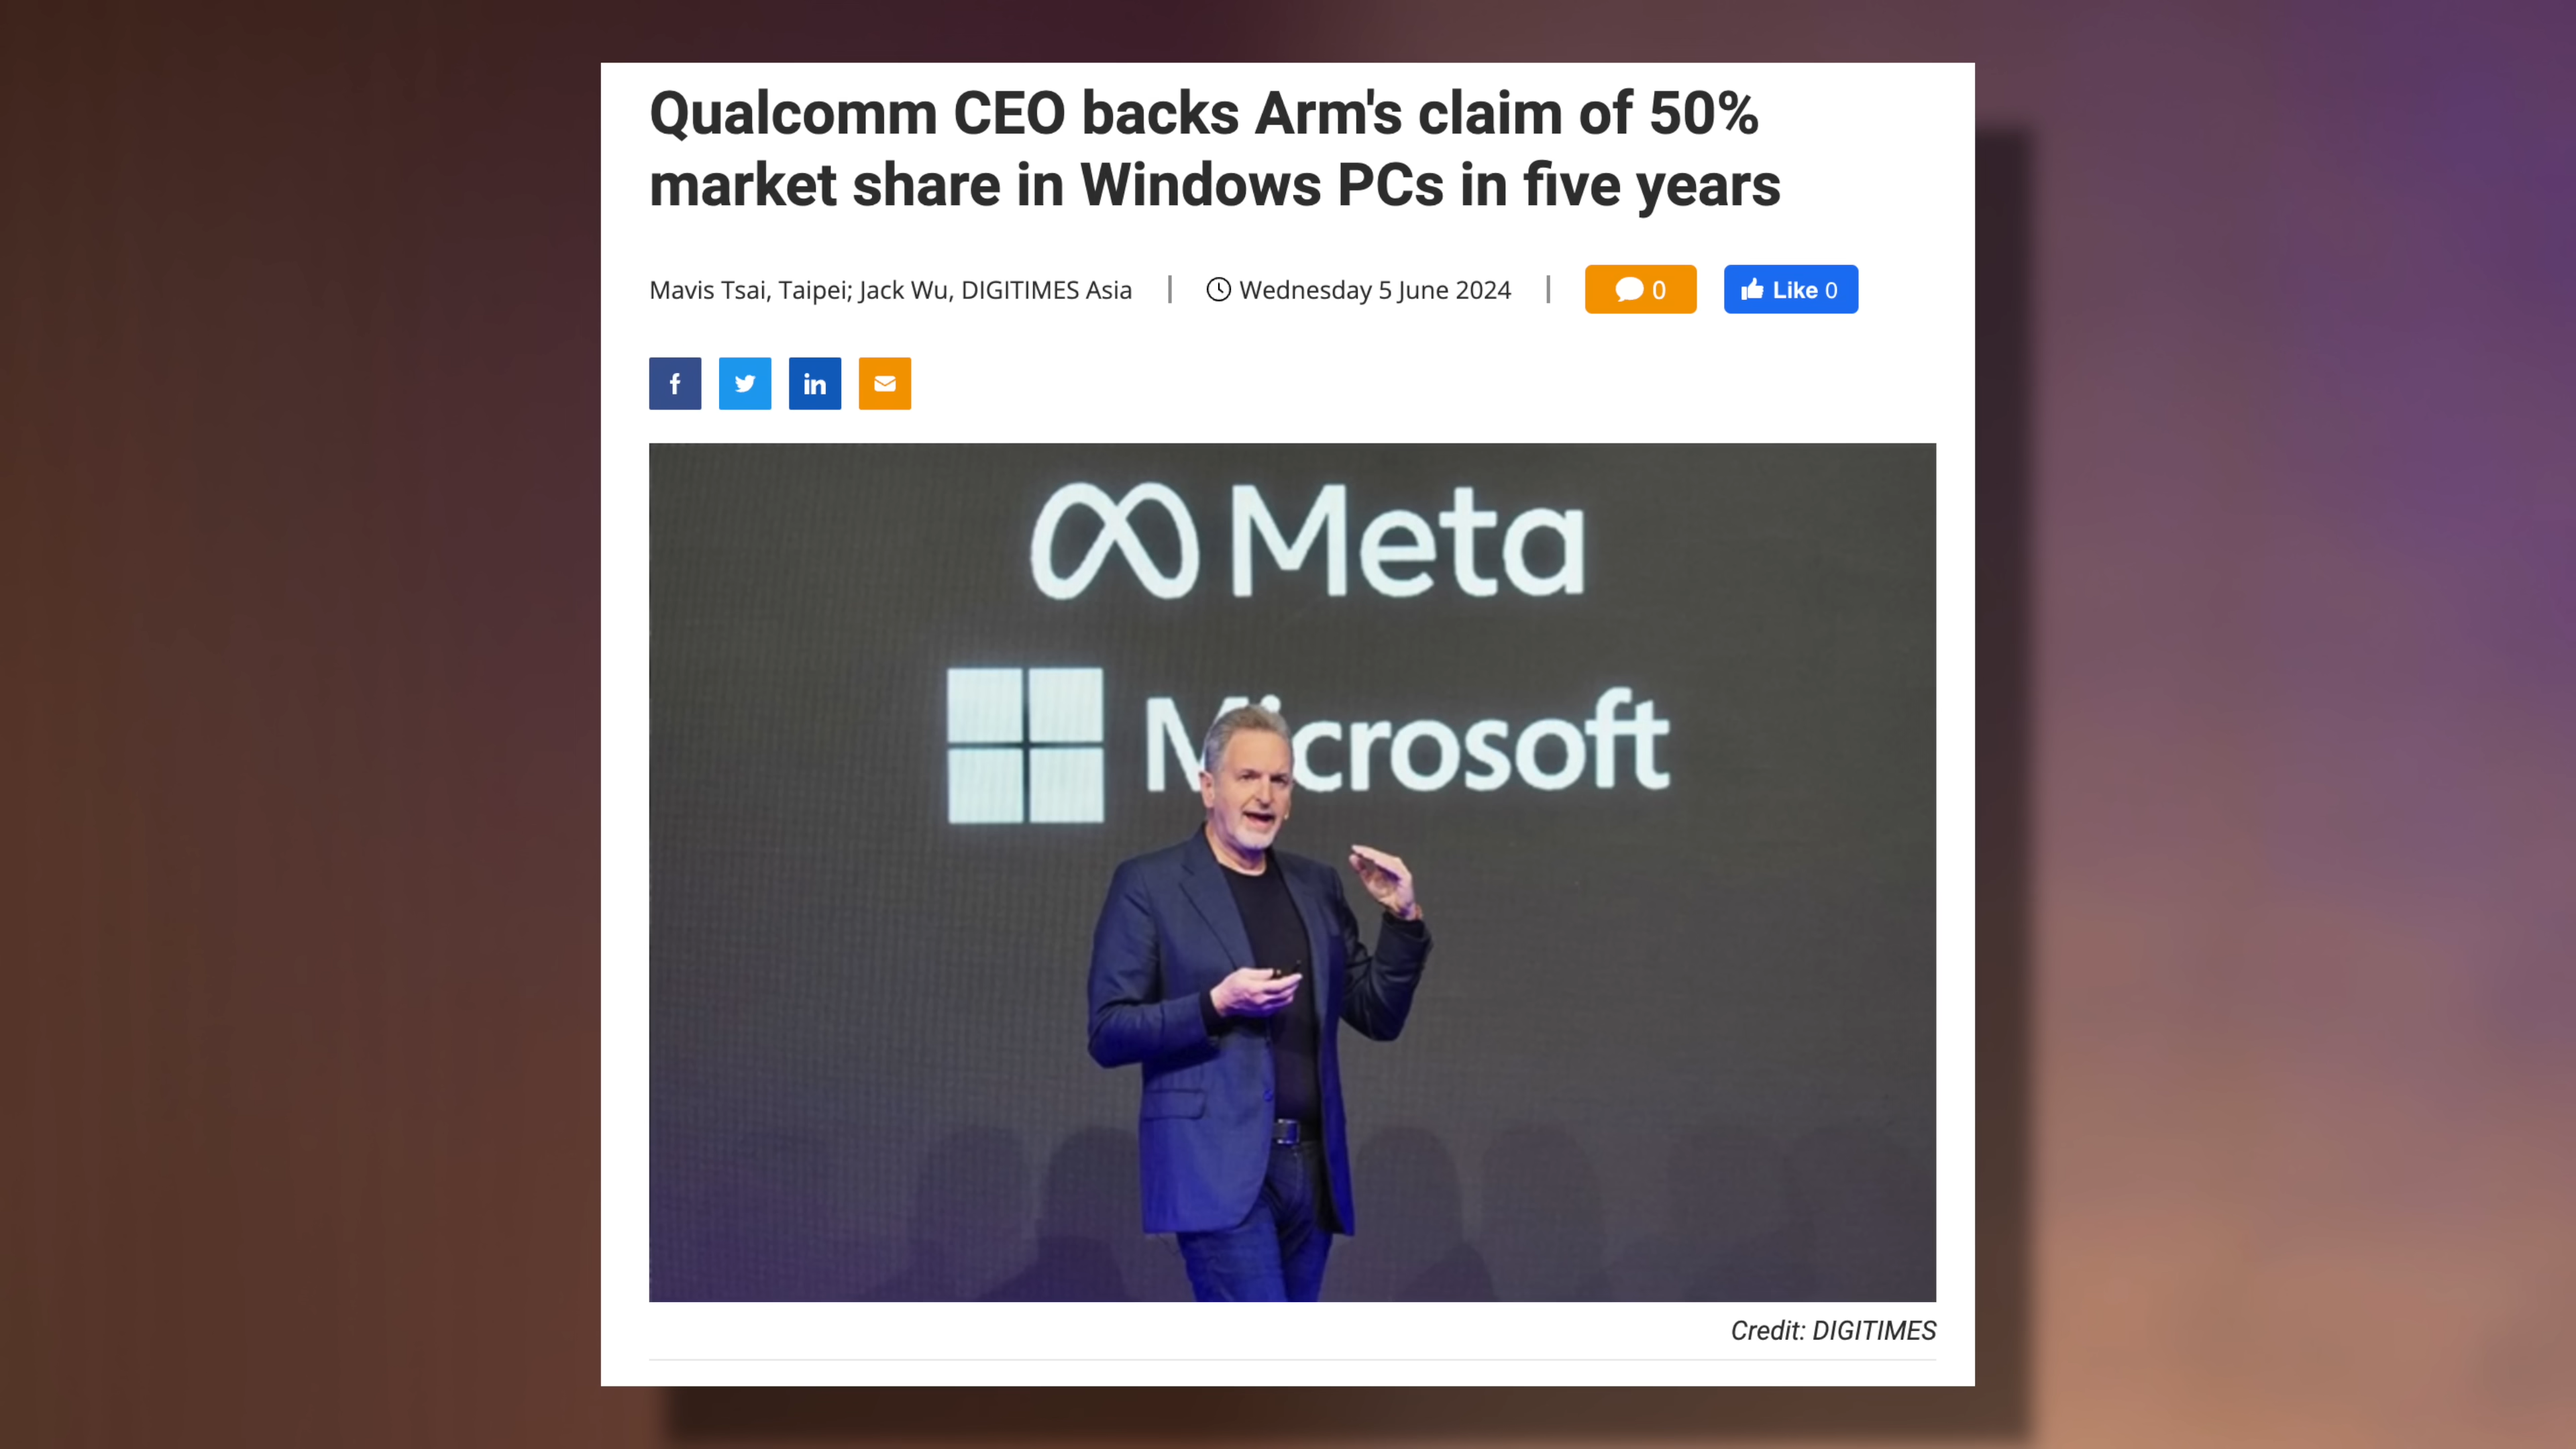 Qualcomm CEO backs Arm's claim of 50%
market share in Windows PCs in five years
Mavis Tsai, Taipei; Jack Wu, DIGITIMES Asia | Wednesday 5 June 2024 | 0 Like 0
f in
Meta
Microsoft
Credit: DIGITIMES